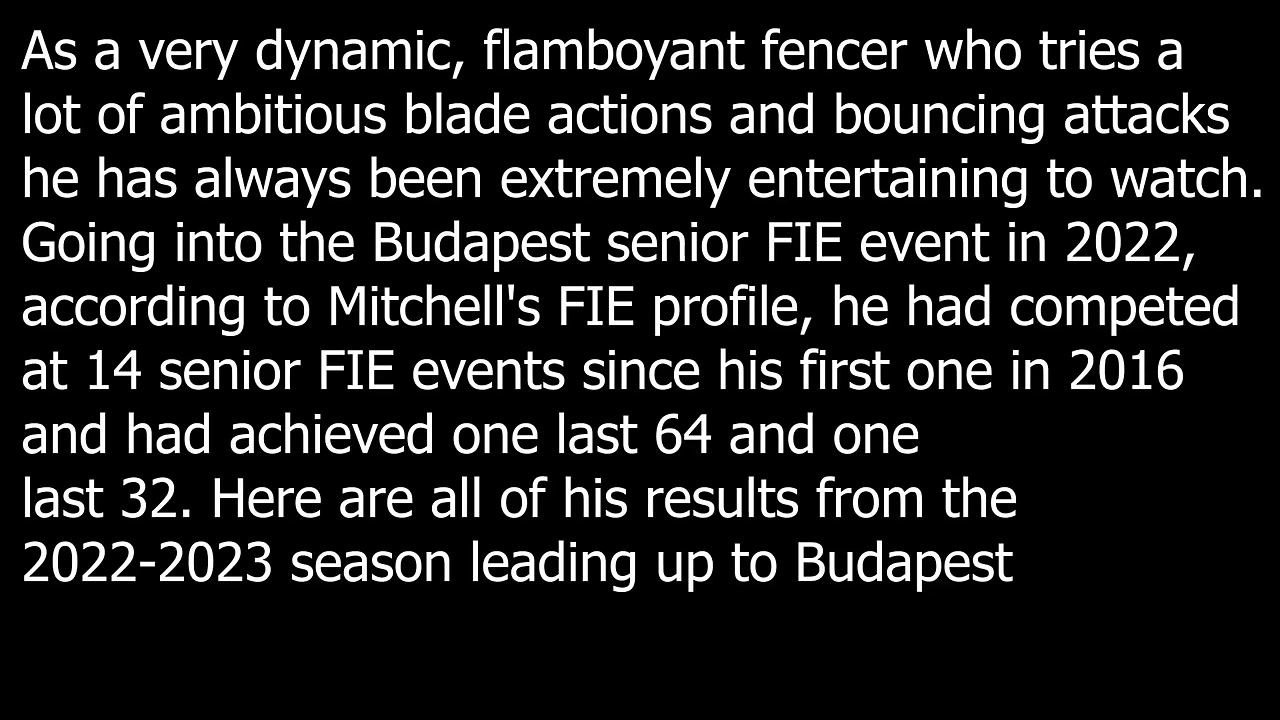 As a very dynamic, flamboyant fencer who tries a
lot of ambitious blade actions and bouncing attacks
he has always been extremely entertaining to watch.
Going into the Budapest senior FIE event in 2022,
according to Mitchell's FIE profile, he had competed
at 14 senior FIE events since his first one in 2016
and had achieved one last 64 and one
last 32. Here are all of his results from the
2022-2023 season leading up to Budapest